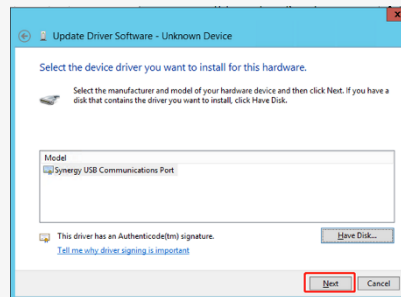 Update Driver Software - Unknown Device
Select the device driver you want to install for this hardware.
Select the manufacturer and model of your hardware device and then click Next. If you have a
disk that contains the driver you want to install, click Have Disk.
Model
Synergy USB Communications Port
This driver has an Authenticode(tm) signature.
Have Disk...
Tell me why driver signing is important
Next
Cancel